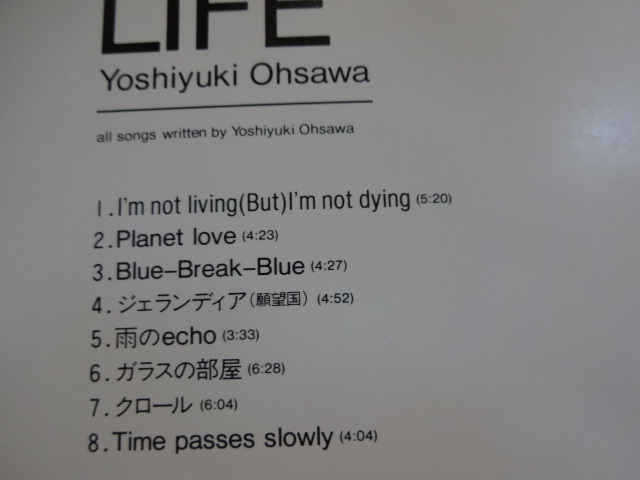 LIFE
Yoshiyuki Ohsawa
all songs written by Yoshiyuki Ohsawa
1.I'm not living(But)I'm not dying (5:20)
2.Planet love (4:23)
3.Blue–Break–Blue (4:27)
4.ジェランディア(願望国) (4:52)
5.雨のecho (3:33)
6.ガラスの部屋 (6:28)
7.クロール (6:04)
8.Time passes slowly (4:04)